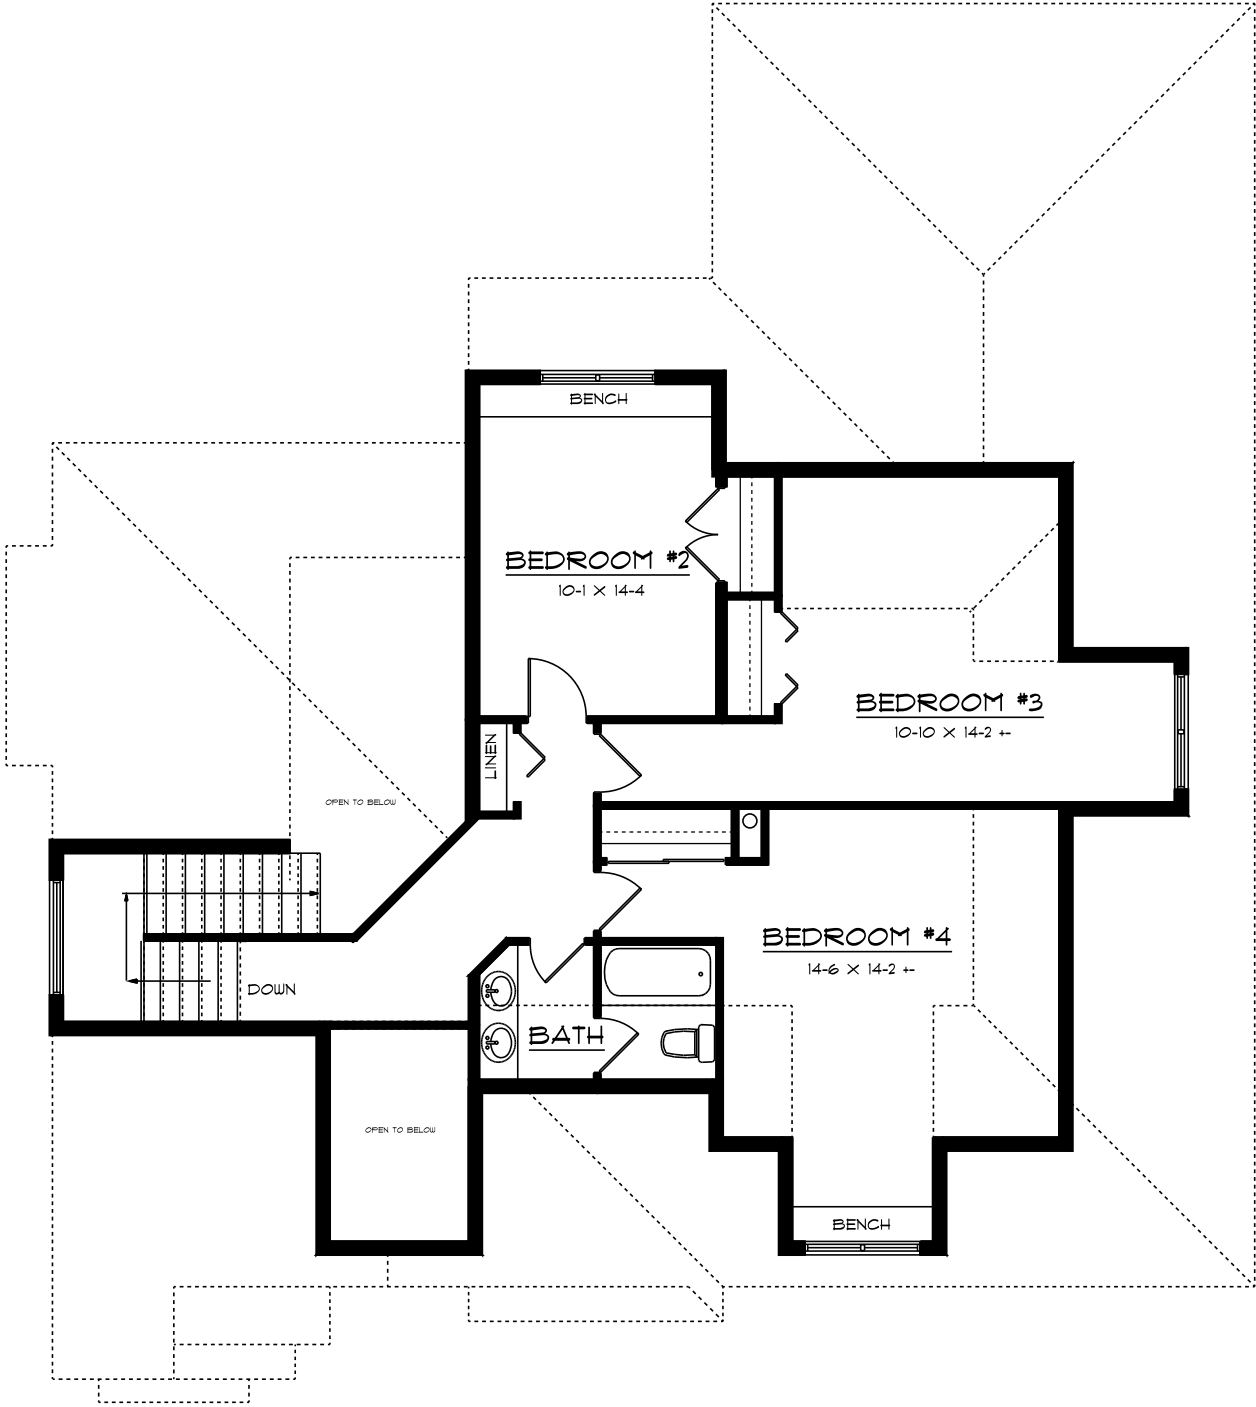 BENCH
BEDROOM #2
10-1 X 14-4
BEDROOM #3
10-10 X 14-2 +-
LINEN
OPEN TO BELOW
BEDROOM #4
14-6 X 14-2 +-
DOWN
BATH
OPEN TO BELOW
BENCH